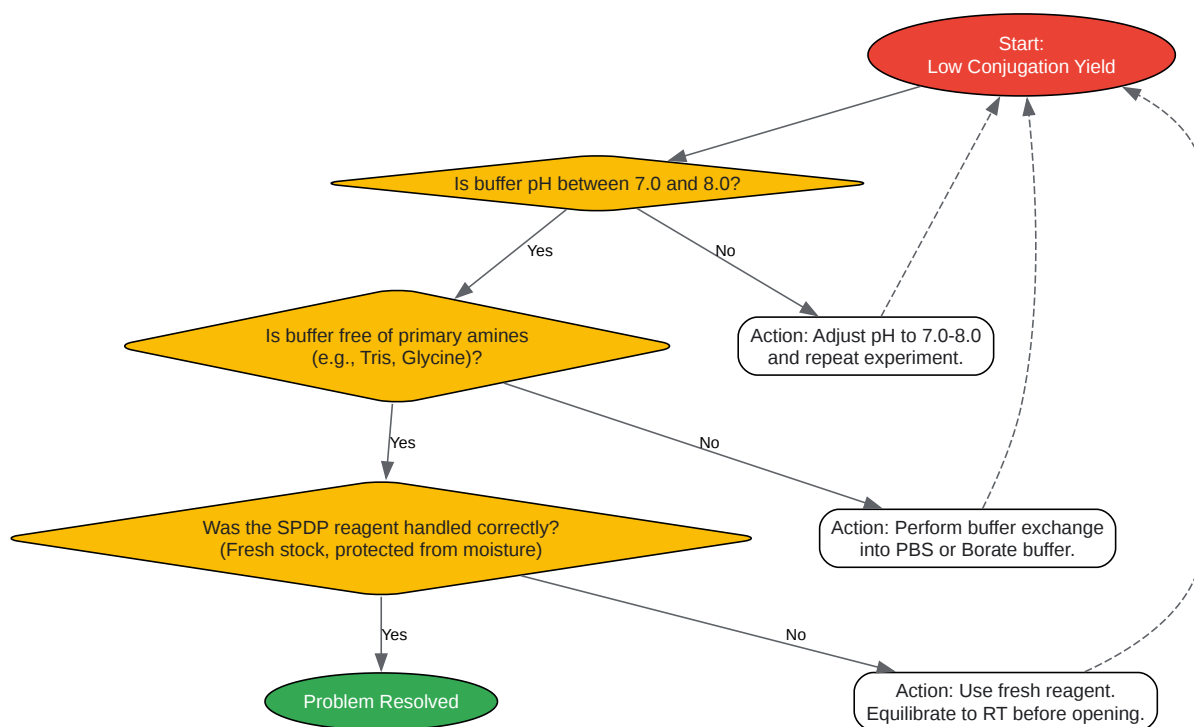 Start:
Low Conjugation Yield
Is buffer pH between 7.0 and 8.0?
Yes
No
Is buffer free of primary amines
(e.g., Tris, Glycine)?
Action: Adjust pH to 7.0-8.0
and repeat experiment.
Yes
No
Was the SPDP reagent handled correctly?
(Fresh stock, protected from moisture)
Action: Perform buffer exchange
into PBS or Borate buffer.
Yes
No
Problem Resolved
Action: Use fresh reagent.
Equilibrate to RT before opening.